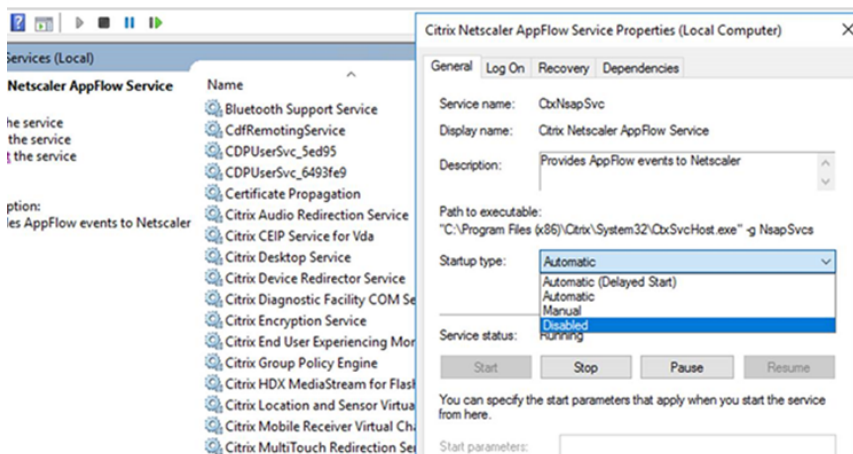 Services (Local)
Netscaler AppFlow Service
he service
the service
t the service
ption:
les AppFlow events to Netscaler
Name
Bluetooth Support Service
CdfRemotingService
CDPUserSvc_5ed95
CDPUserSvc_6493fe9
Certificate Propagation
Citrix Audio Redirection Service
Citrix CEIP Service for Vda
Citrix Desktop Service
Citrix Device Redirector Service
Citrix Diagnostic Facility COM Se
Citrix Encryption Service
Citrix End User Experiencing Mor
Citrix Group Policy Engine
Citrix HDX MediaStream for Flash
Citrix Location and Sensor Virtua
Citrix Mobile Receiver Virtual Cha
Citrix MultiTouch Redirection Ser
Citrix Netscaler AppFlow Service Properties (Local Computer)
General Log On Recovery Dependencies
Service name: CtxNsapSvc
Display name: Citrix Netscaler AppFlow Service
Description: Provides AppFlow events to Netscaler
Path to executable:
"C:\Program Files (x86)\Citrix\System32\CtxSvcHost.exe" -g NsapSvcs
Startup type: Automatic
Automatic (Delayed Start)
Automatic
Manual
Disabled
Service status: Running
Start Stop Pause Resume
You can specify the start parameters that apply when you start the service
from here.
Start parameters: